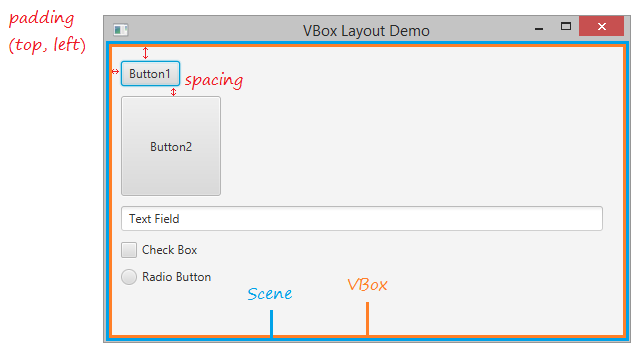 padding
(top, left)
VBox Layout Demo
Button1
spacing
Button2
Text Field
Check Box
Radio Button
Scene
VBox